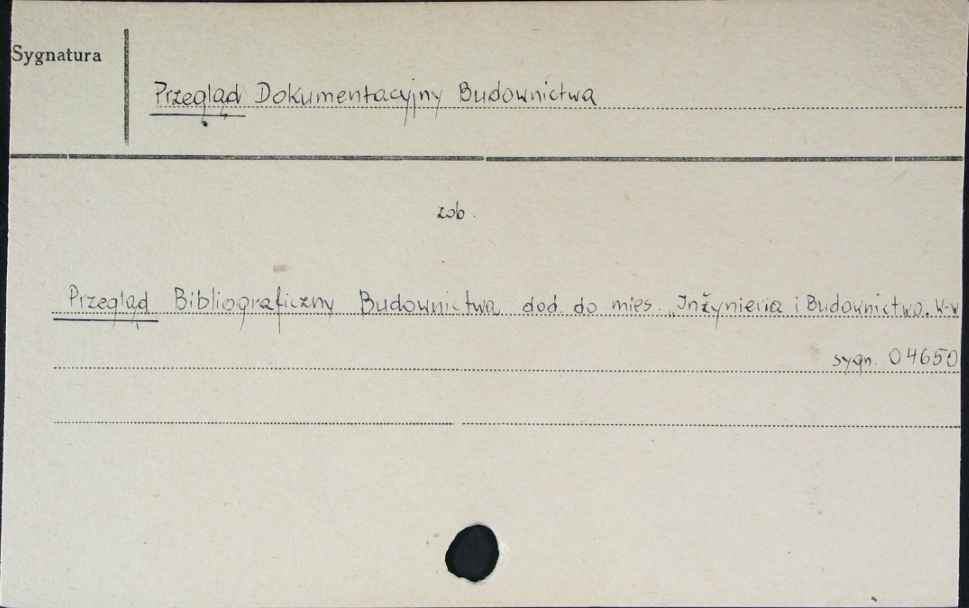 Sygnatura
Przegląd Dokumentacyjny Budownictwa
zob.
Przegląd Bibliograficzny Budownictwa dod. do mies. „Inżynieria i Budownictwo.
sygn. 04650